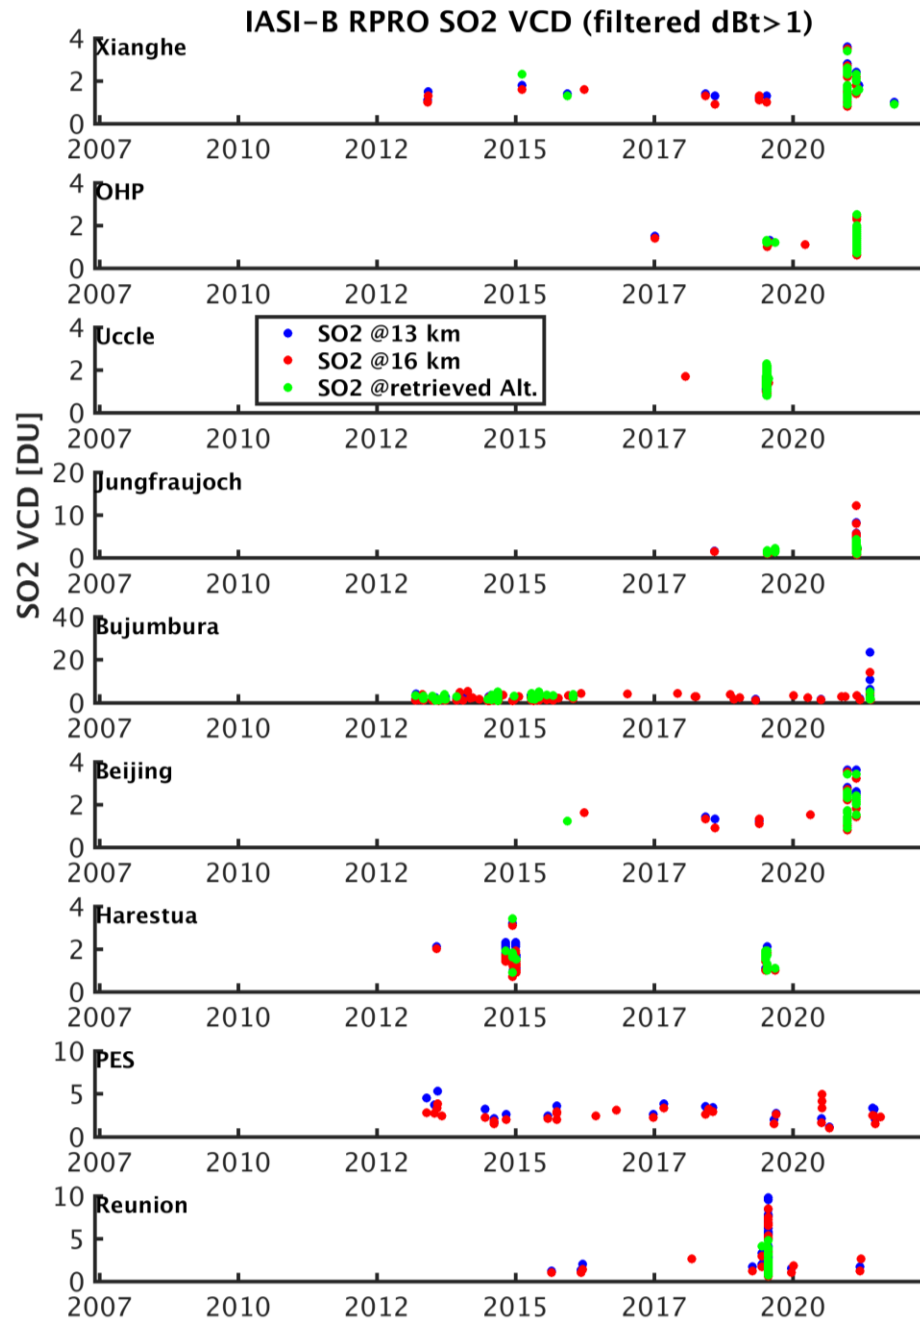 IASI-B RPRO SO2 VCD (filtered dBt>1)
SO2 VCD [DU]
Xianghe
4
2
0
2007 2010 2012 2015 2017 2020
OHP
4
2
0
2007 2010 2012 2015 2017 2020
Uccle
4
2
0
SO2 @13 km
SO2 @16 km
SO2 @retrieved Alt.
2007 2010 2012 2015 2017 2020
Jungfraujoch
20
10
0
2007 2010 2012 2015 2017 2020
Bujumbura
40
20
0
2007 2010 2012 2015 2017 2020
Beijing
4
2
0
2007 2010 2012 2015 2017 2020
Harestua
4
2
0
2007 2010 2012 2015 2017 2020
PES
10
5
0
2007 2010 2012 2015 2017 2020
Reunion
10
5
0
2007 2010 2012 2015 2017 2020